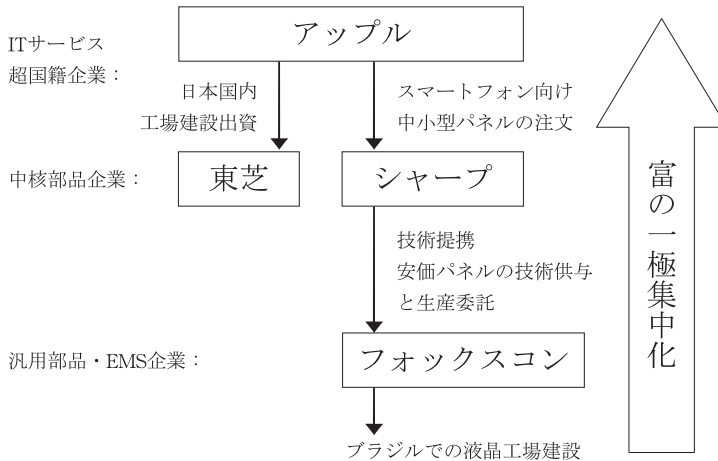 アップル
ITサービス
超国籍企業：
日本国内
工場建設出資
スマートフォン向け
中小型パネルの注文
中核部品企業：
東芝
シャープ
技術提携
安価パネルの技術供与
と生産委託
汎用部品・EMS企業：
フォックスコン
ブラジルでの液晶工場建設
富の一極集中化